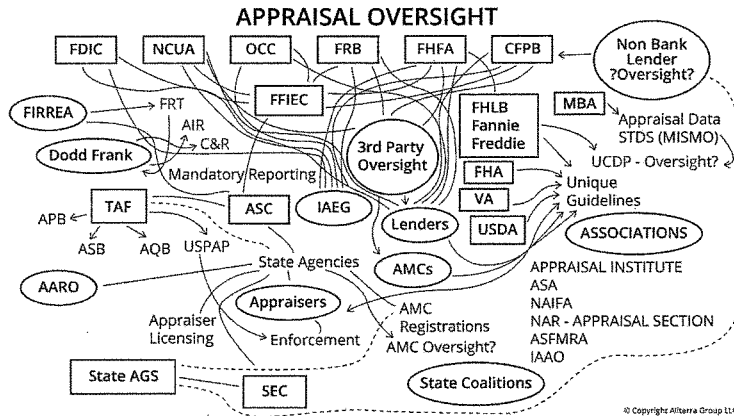 APPRAISAL OVERSIGHT
FDIC
NCUA
OCC
FRB
FHFA
CFPB
Non Bank
Lender
?Oversight?
FFIEC
FIRREA
FRT
AIR
C&R
Dodd Frank
Mandatory Reporting
3rd Party
Oversight
FHLB
Fannie
Freddie
MBA
Appraisal Data
STDS (MISMO)
UCDP - Oversight?
FHA
VA
USDA
Unique
Guidelines
TAF
APB
ASB
AQB
USPAP
ASC
IAEG
Lenders
AMCs
ASSOCIATIONS
APPRAISAL INSTITUTE
ASA
NAIFA
NAR - APPRAISAL SECTION
ASFMRA
IAAO
State Agencies
AARO
Appraisers
Appraiser
Licensing
Enforcement
AMC
Registrations
AMC Oversight?
State AGS
SEC
State Coalitions
© Copyright Allterra Group LLC